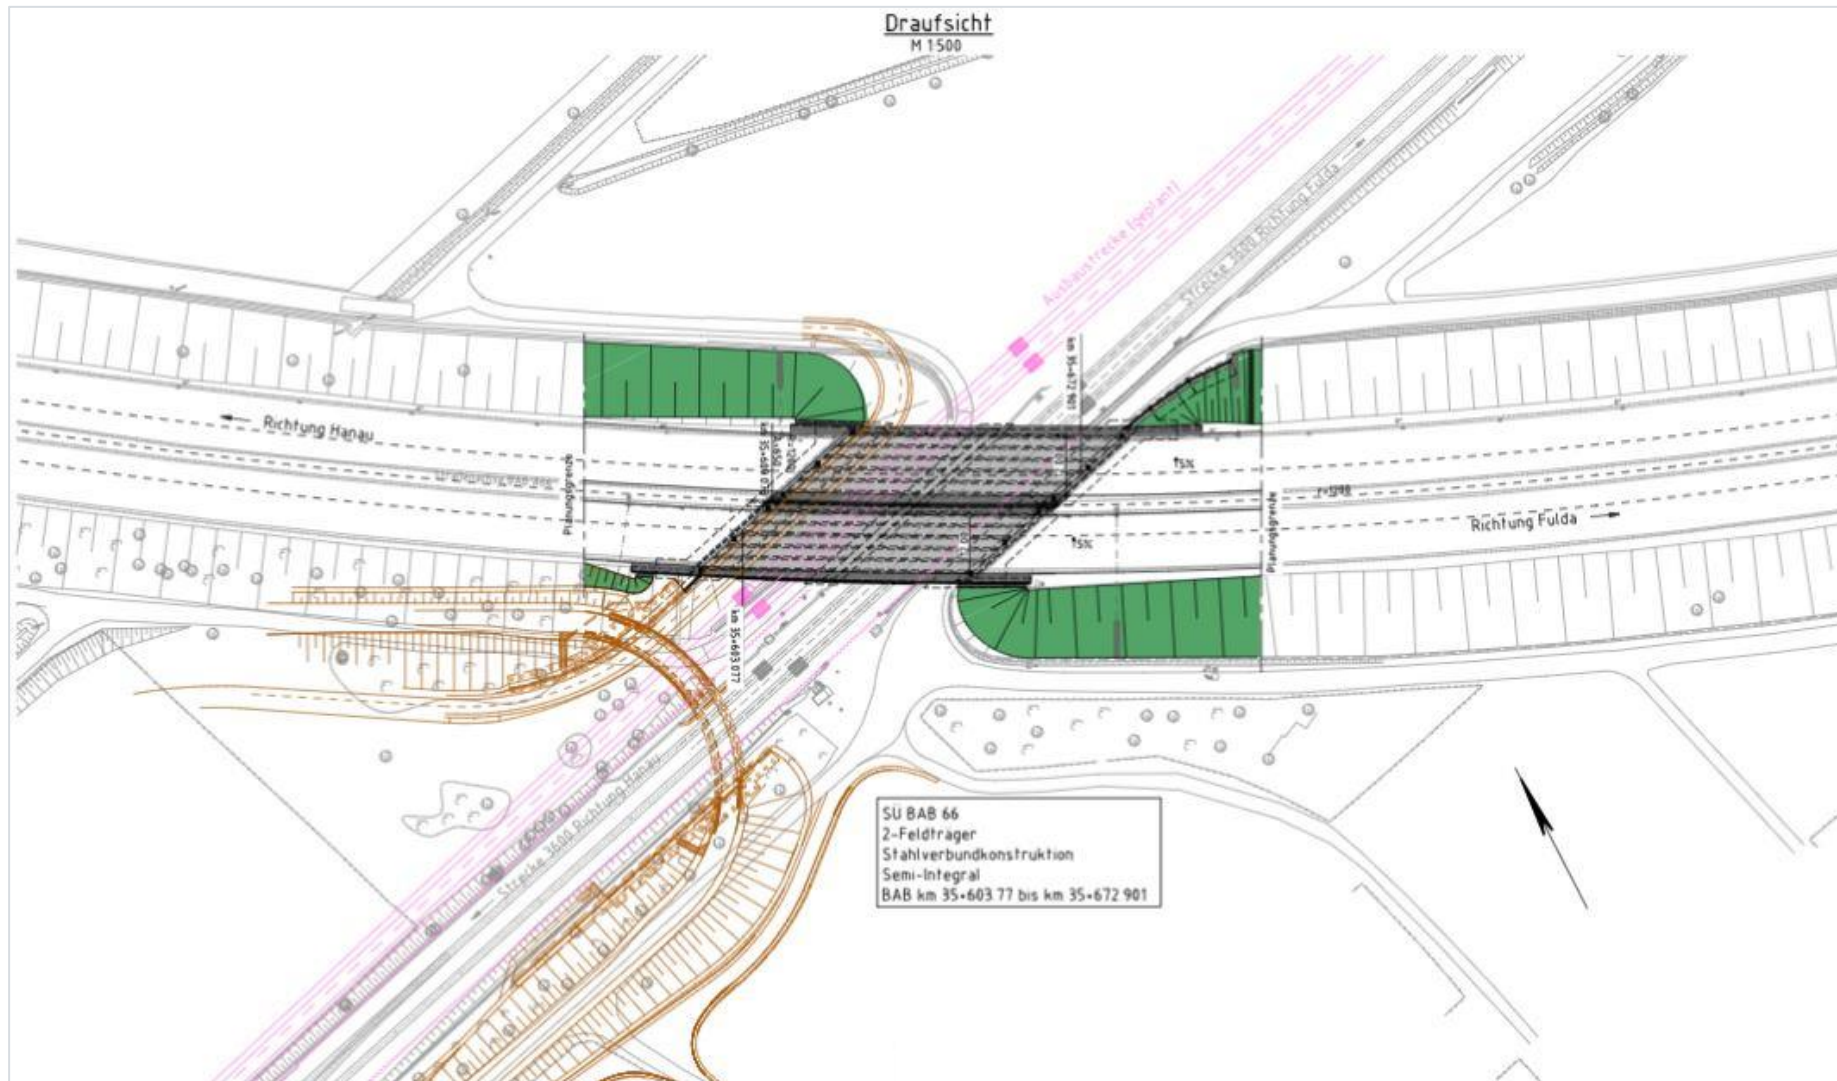 Draufsicht
M 1:500
Ausbaustrecke (geplant)
Strecke 3600 Richtung Fulda
km 35+672.901
Richtung Hanau
Planungsgrenze
5%
Planungsgrenze
Richtung Fulda
5%
km 35+603.077
Strecke 3600 Richtung Hanau
SÜ BAB 66
2-Feldträger
Stahlverbundkonstruktion
Semi-Integral
BAB km 35+603.77 bis km 35+672.901